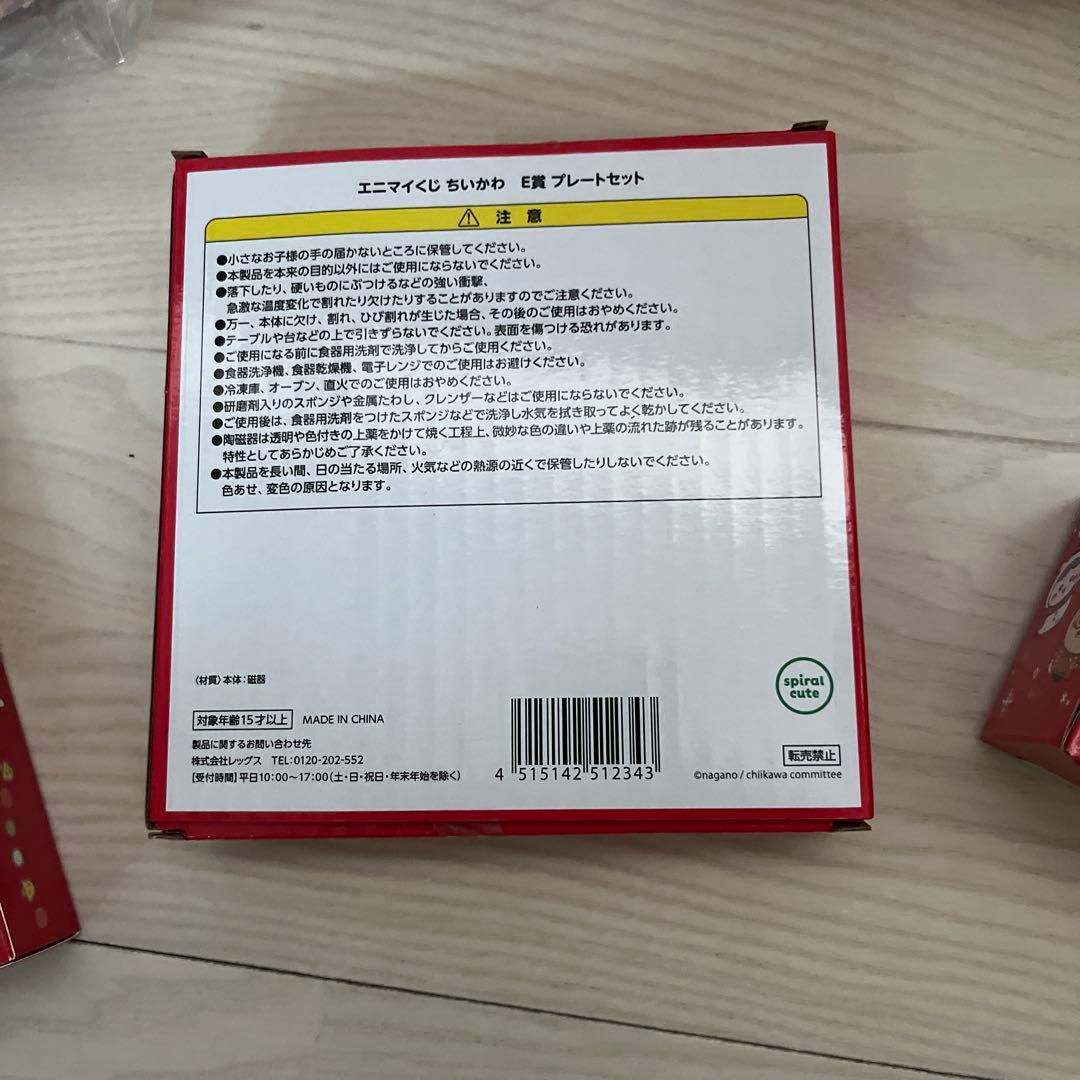 エニマイくじ ちいかわ　E賞 プレートセット
⚠ 注 意
●小さなお子様の手の届かないところに保管してください。
●本製品を本来の目的以外にはご使用にならないでください。
●落下したり、硬いものにぶつけるなどの強い衝撃、
急激な温度変化で割れたり欠けたりすることがありますのでご注意ください。
●万一、本体に欠け、割れ、ひび割れが生じた場合、その後のご使用はおやめください。
●テーブルや台などの上で引きずらないでください。表面を傷つける恐れがあります。
●ご使用になる前に食器用洗剤で洗浄してからご使用ください。
●食器洗浄機、食器乾燥機、電子レンジでのご使用はお避けください。
●冷凍庫、オーブン、直火でのご使用はおやめください。
●研磨剤入りのスポンジや金属たわし、クレンザーなどはご使用にならないでください。
●ご使用後は、食器用洗剤をつけたスポンジなどで洗浄し水気を拭き取ってよく乾かしてください。
●陶磁器は透明や色付きの上薬をかけて焼く工程上、微妙な色の違いや上薬の流れた跡が残ることがあります。
特性としてあらかじめご了承ください。
●本製品を長い間、日の当たる場所、火気などの熱源の近くで保管したりしないでください。
色あせ、変色の原因となります。
〈材質〉本体：磁器
spiral
cute
対象年齢15才以上 MADE IN CHINA
製品に関するお問い合わせ先
株式会社レッグス TEL：0120-202-552
【受付時間】平日10：00～17：00（土・日・祝日・年末年始を除く）
4 515142 512343
転売禁止
©nagano / chiikawa committee